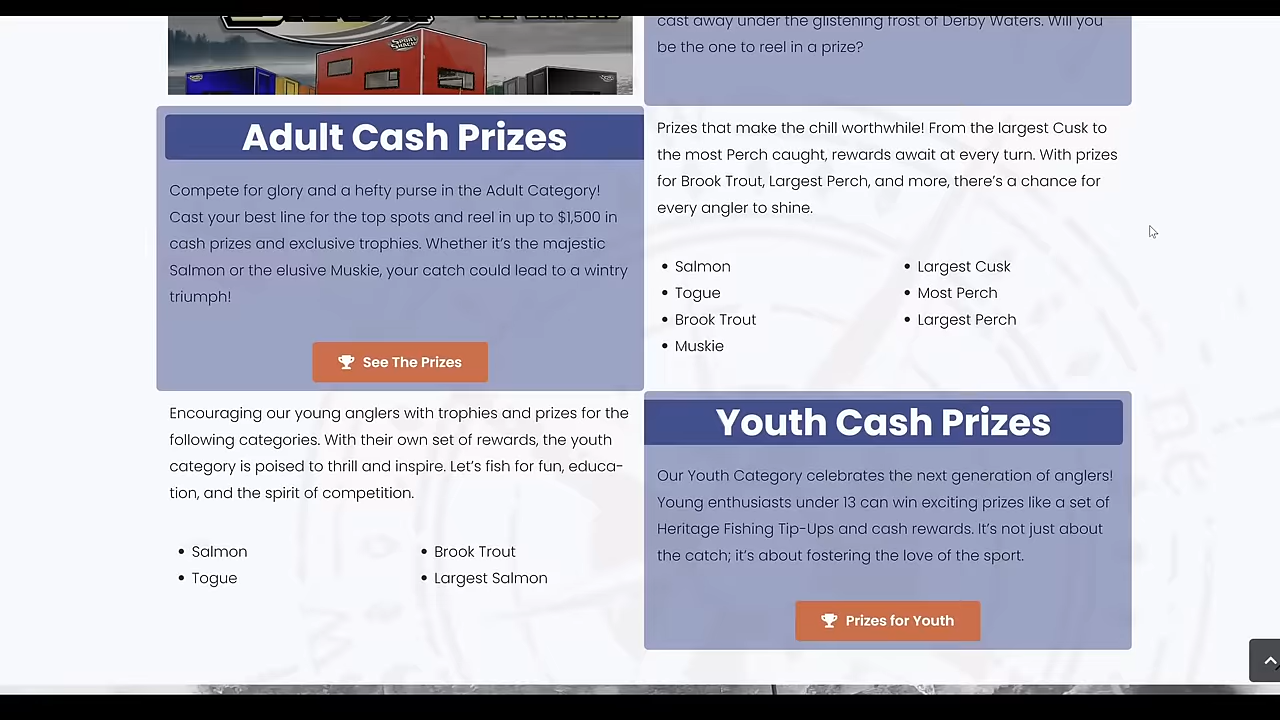 cast away under the glistening frost of Derby Waters. Will you
be the one to reel in a prize?
Adult Cash Prizes
Compete for glory and a hefty purse in the Adult Category!
Cast your best line for the top spots and reel in up to $1,500 in
cash prizes and exclusive trophies. Whether it's the majestic
Salmon or the elusive Muskie, your catch could lead to a wintry
triumph!
See The Prizes
Prizes that make the chill worthwhile! From the largest Cusk to
the most Perch caught, rewards await at every turn. With prizes
for Brook Trout, Largest Perch, and more, there's a chance for
every angler to shine.
• Salmon
• Togue
• Brook Trout
• Muskie
• Largest Cusk
• Most Perch
• Largest Perch
Encouraging our young anglers with trophies and prizes for the
following categories. With their own set of rewards, the youth
category is poised to thrill and inspire. Let's fish for fun, educa-
tion, and the spirit of competition.
• Salmon
• Togue
• Brook Trout
• Largest Salmon
Youth Cash Prizes
Our Youth Category celebrates the next generation of anglers!
Young enthusiasts under 13 can win exciting prizes like a set of
Heritage Fishing Tip-Ups and cash rewards. It's not just about
the catch; it's about fostering the love of the sport.
Prizes for Youth